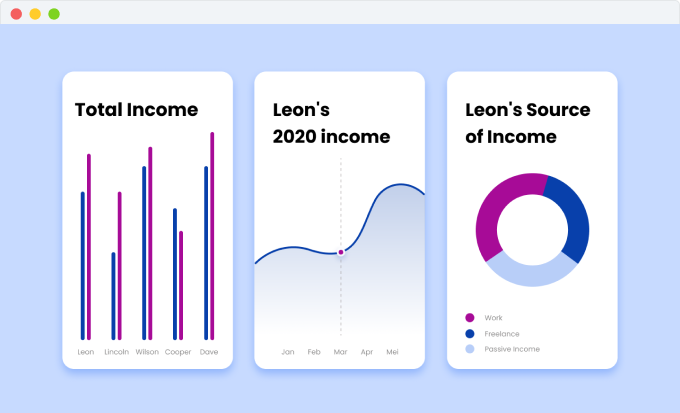 Total Income
Leon Lincoln Wilson Cooper Dave
Leon's
2020 income
Jan Feb Mar Apr Mei
Leon's Source
of Income
Work
Freelance
Passive Income